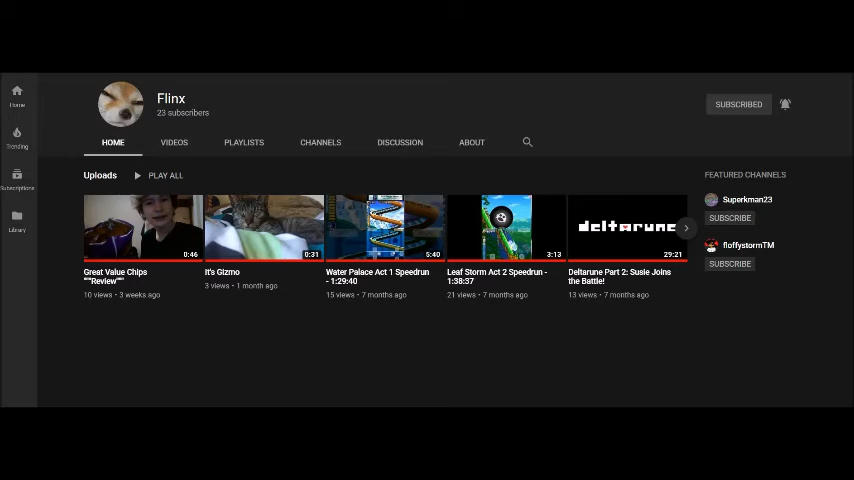 Flinx
23 subscribers
SUBSCRIBED
HOME VIDEOS PLAYLISTS CHANNELS DISCUSSION ABOUT
Home
Trending
Subscriptions
Library
Uploads PLAY ALL
0:46
Great Value Chips
"""Review"""
10 views • 3 weeks ago
0:31
It's Gizmo
3 views • 1 month ago
5:40
Water Palace Act 1 Speedrun
- 1:29:40
15 views • 7 months ago
3:13
Leaf Storm Act 2 Speedrun -
1:38:37
21 views • 7 months ago
deltarune
29:21
Deltarune Part 2: Susie Joins
the Battle!
13 views • 7 months ago
FEATURED CHANNELS
Superkman23
SUBSCRIBE
floffystormTM
SUBSCRIBE